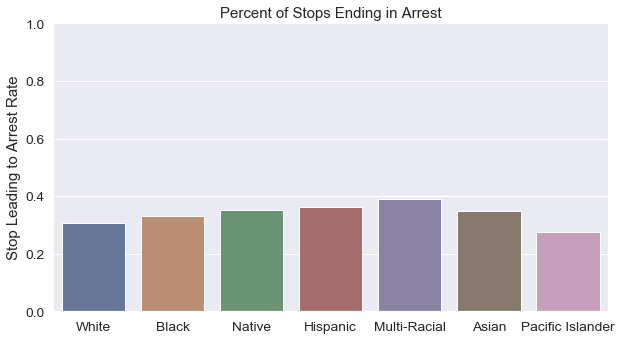 Percent of Stops Ending in Arrest
Stop Leading to Arrest Rate
1.0
0.8
0.6
0.4
0.2
0.0
White Black Native Hispanic Multi-Racial Asian Pacific Islander